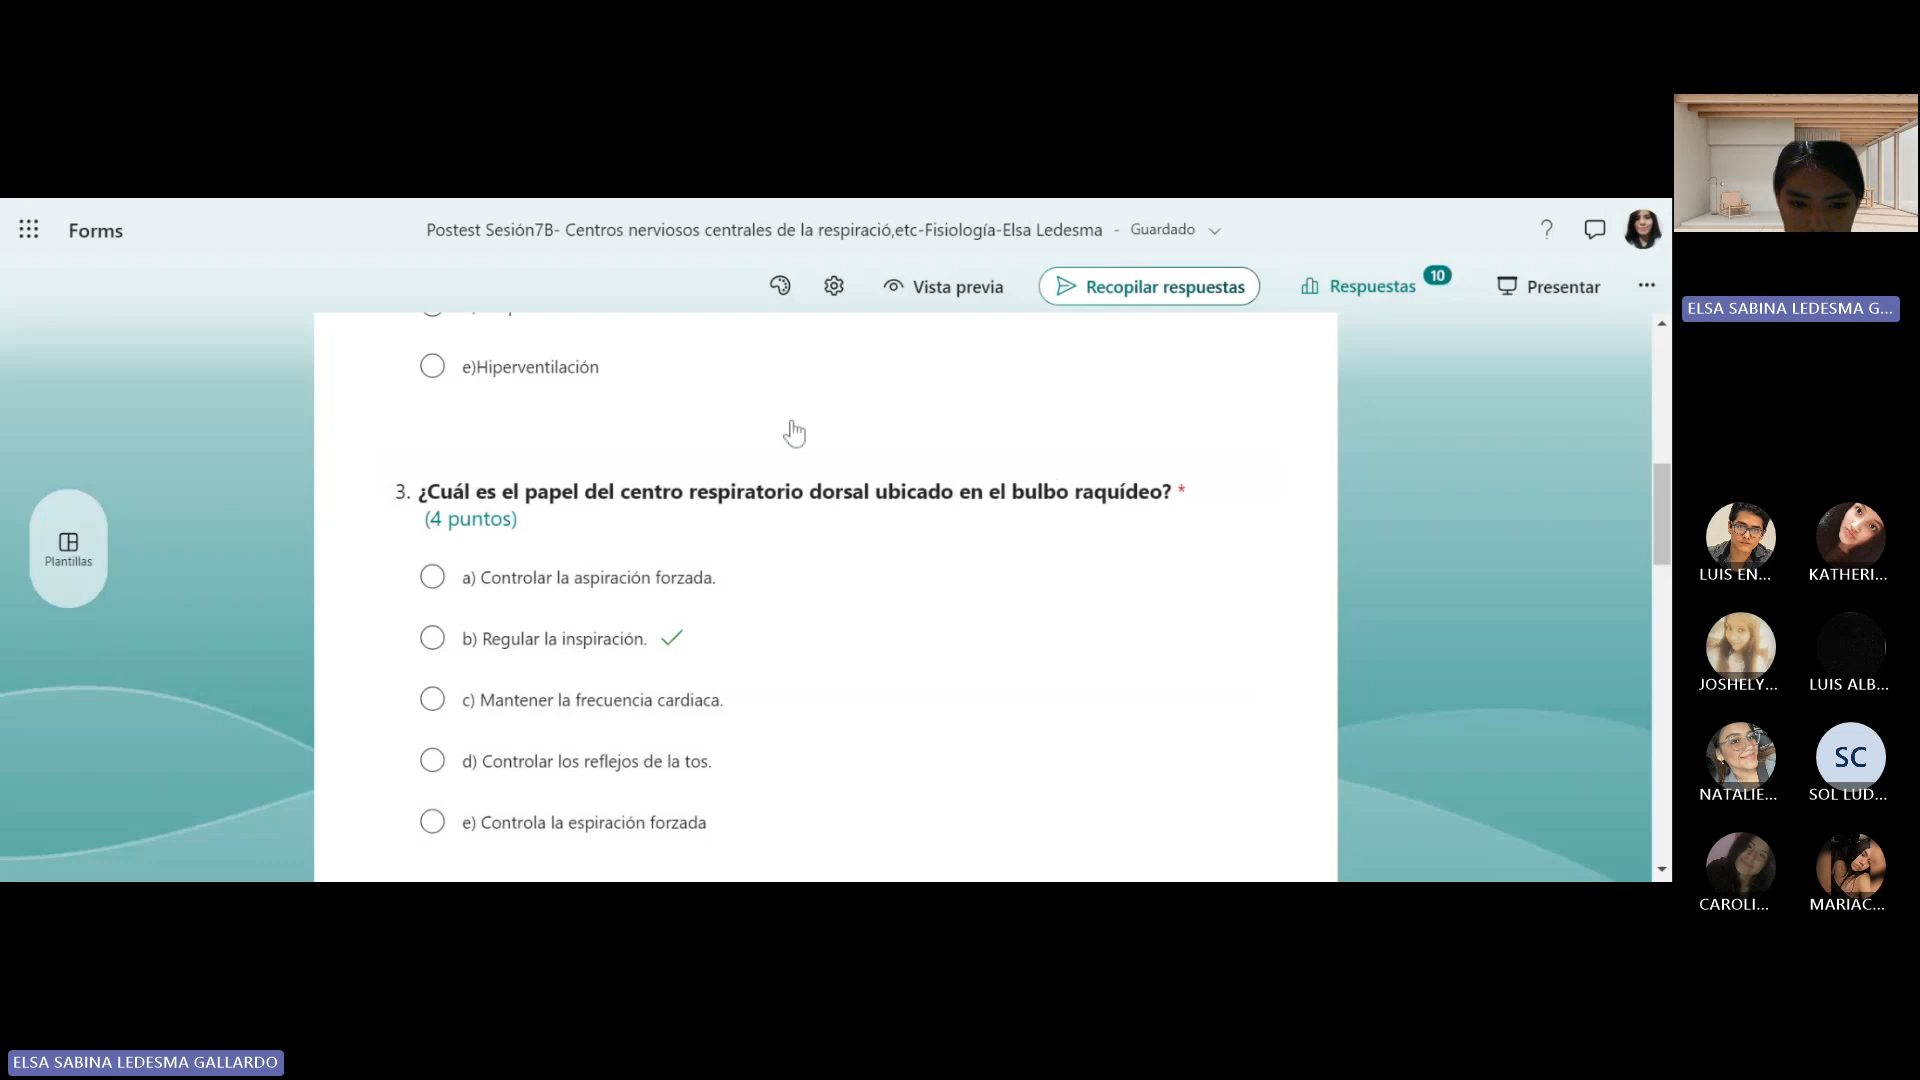 Forms
Postest Sesión7B- Centros nerviosos centrales de la respiració,etc-Fisiología-Elsa Ledesma - Guardado
?
Vista previa
Recopilar respuestas
Respuestas 10
Presentar
Plantillas
e)Hiperventilación
3. ¿Cuál es el papel del centro respiratorio dorsal ubicado en el bulbo raquídeo? *
(4 puntos)
a) Controlar la aspiración forzada.
b) Regular la inspiración.
c) Mantener la frecuencia cardiaca.
d) Controlar los reflejos de la tos.
e) Controla la espiración forzada
ELSA SABINA LEDESMA G...
LUIS EN...
KATHERI...
JOSHELY...
LUIS ALB...
NATALIE...
SC
SOL LUD...
CAROLI...
MARIAC...
ELSA SABINA LEDESMA GALLARDO